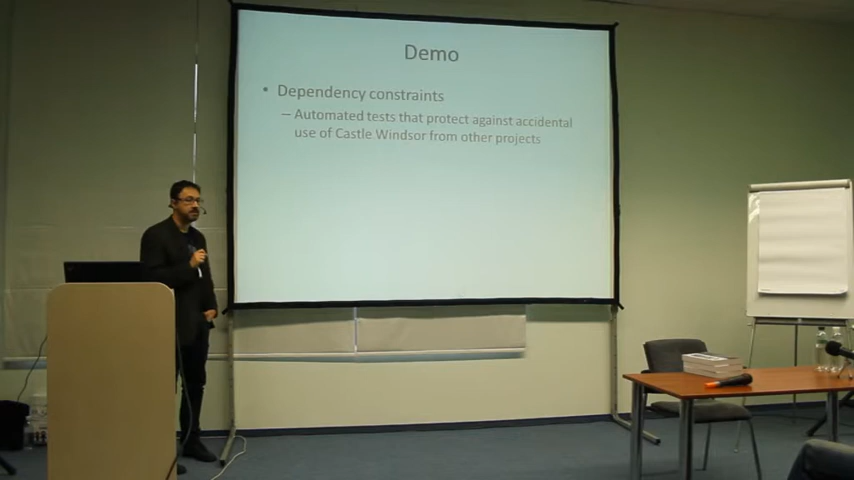 Demo
• Dependency constraints
– Automated tests that protect against accidental
use of Castle Windsor from other projects